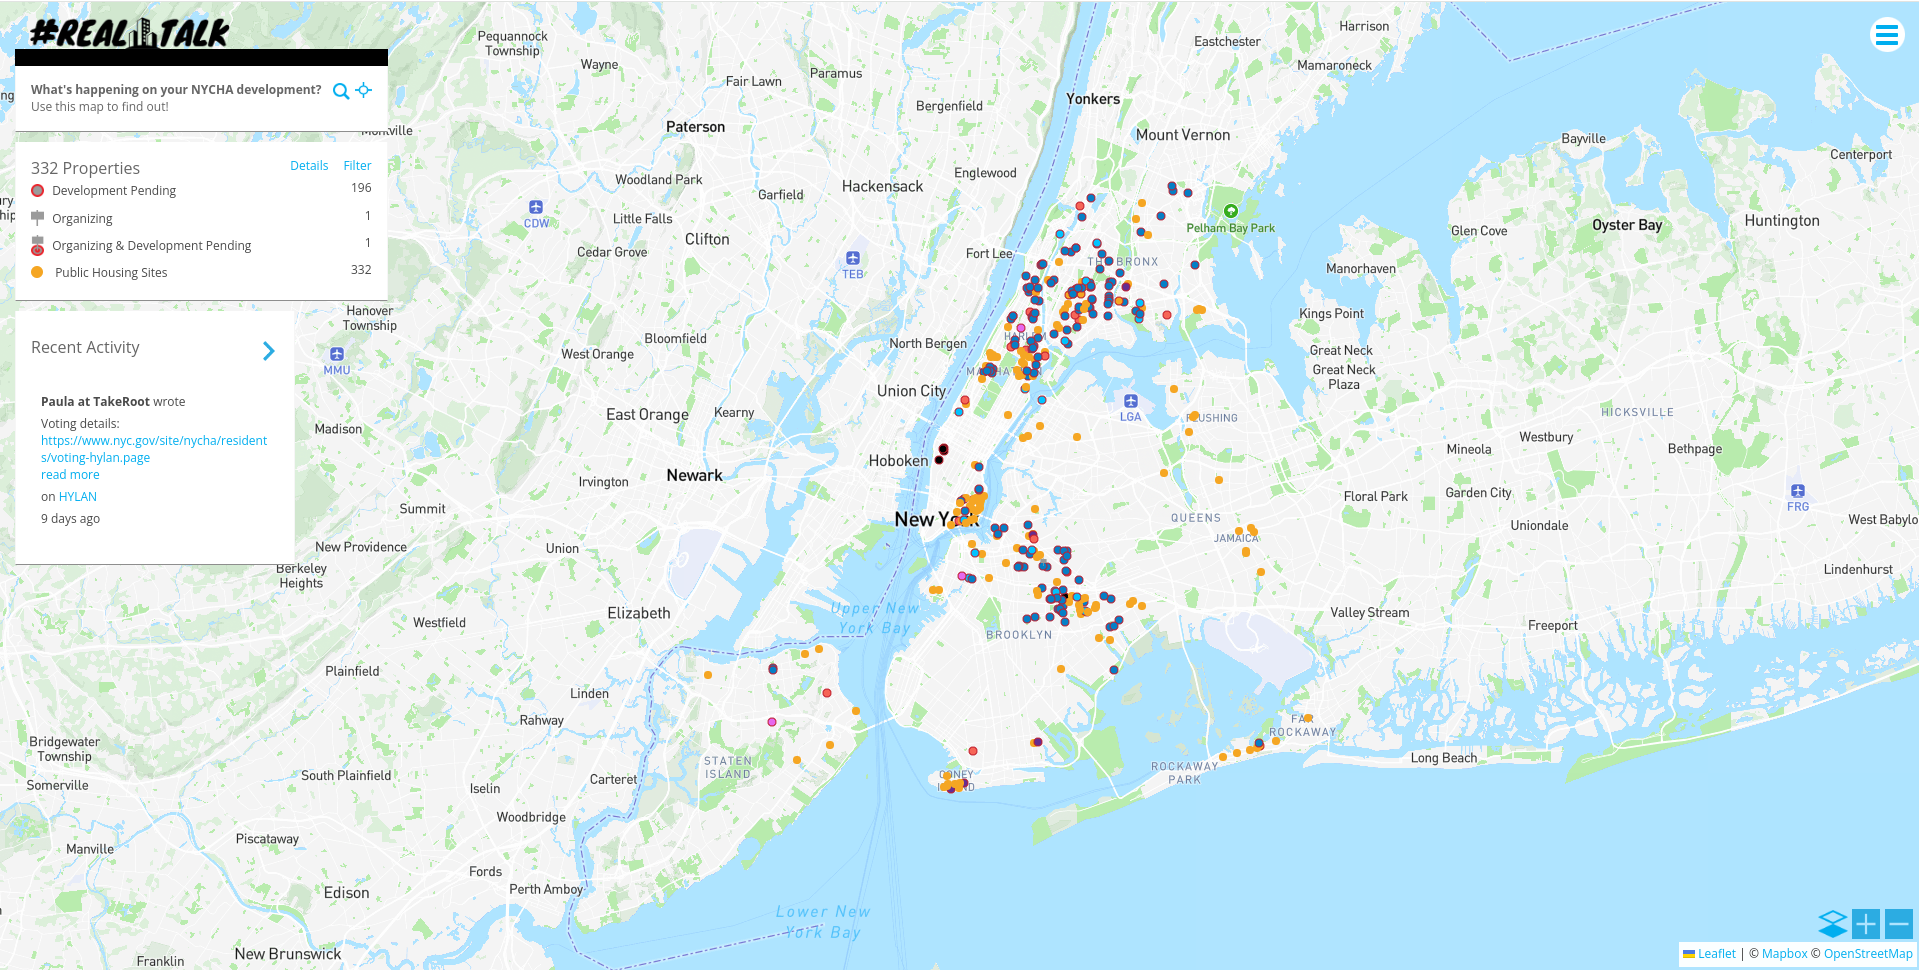 #REAL TALK
What's happening on your NYCHA development?
Use this map to find out!
332 Properties
Details Filter
Development Pending 196
Organizing 1
Organizing & Development Pending 1
Public Housing Sites 332
Recent Activity
Paula at TakeRoot wrote
Voting details:
https://www.nyc.gov/site/nycha/resident
s/voting-hylan.page
read more
on HYLAN
9 days ago
Pequannock
Township
Wayne
Fair Lawn
Paramus
Bergenfield
Paterson
Yonkers
Eastchester
Harrison
Mamaroneck
Mount Vernon
Bayville
Centerport
Woodland Park
Garfield
Hackensack
Englewood
CDW
Little Falls
Clifton
Cedar Grove
TEB
Fort Lee
Pelham Bay Park
THE BRONX
Glen Cove
Oyster Bay
Huntington
Manorhaven
Kings Point
Great Neck
Great Neck
Plaza
Hanover
Township
MMU
West Orange
Bloomfield
North Bergen
Union City
East Orange
Kearny
Madison
LGA
HICKSVILLE
Westbury
Mineola
Bethpage
Hoboken
Newark
Irvington
Summit
New York
QUEENS
JAMAICA
Floral Park
Garden City
Uniondale
FRG
West Babylo
New Providence
Union
Berkeley
Heights
Elizabeth
Lindenhurst
Valley Stream
Freeport
Westfield
Upper New
York Bay
BROOKLYN
Plainfield
Linden
Rahway
Bridgewater
Township
South Plainfield
Somerville
Carteret
Iselin
STATEN
ISLAND
CONEY
ISLAND
FAR
ROCKAWAY
ROCKAWAY
PARK
Long Beach
Woodbridge
Piscataway
Manville
Fords
Edison
Perth Amboy
Lower New
York Bay
New Brunswick
Franklin
Leaflet | © Mapbox © OpenStreetMap